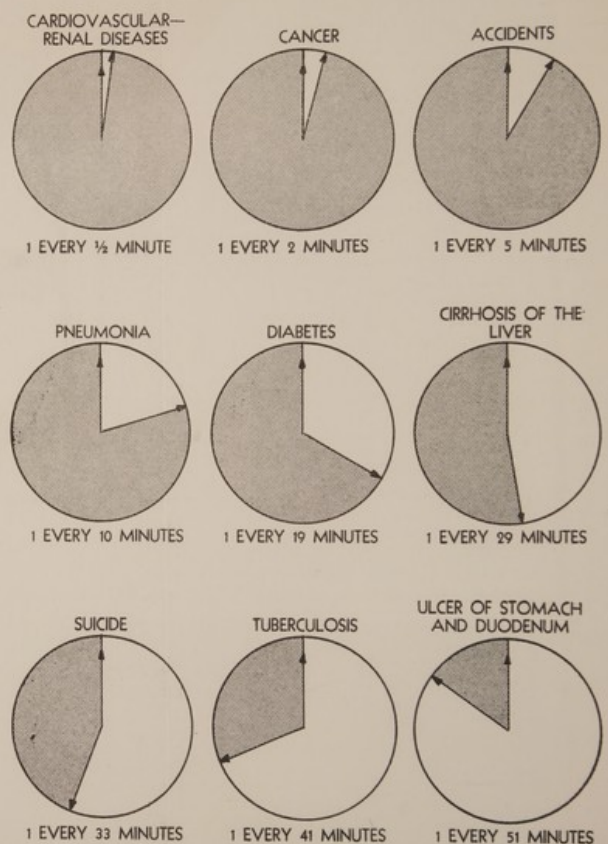 CARDIOVASCULAR—
RENAL DISEASES
1 EVERY ½ MINUTE
CANCER
1 EVERY 2 MINUTES
ACCIDENTS
1 EVERY 5 MINUTES
PNEUMONIA
1 EVERY 10 MINUTES
DIABETES
1 EVERY 19 MINUTES
CIRRHOSIS OF THE
LIVER
1 EVERY 29 MINUTES
SUICIDE
1 EVERY 33 MINUTES
TUBERCULOSIS
1 EVERY 41 MINUTES
ULCER OF STOMACH
AND DUODENUM
1 EVERY 51 MINUTES